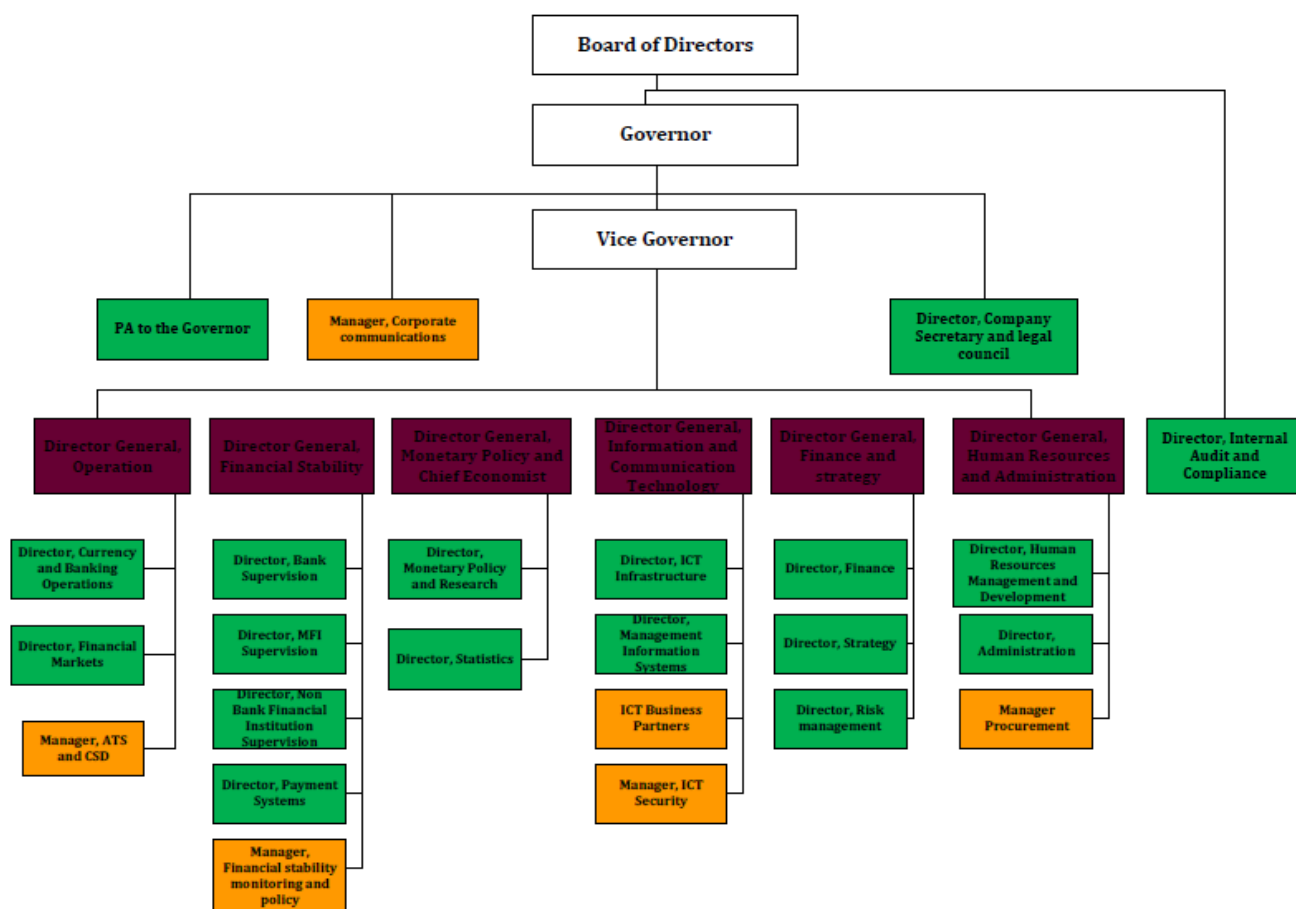 Board of Directors
Governor
Vice Governor
PA to the Governor
Manager, Corporate
communications
Director, Company
Secretary and legal
council
Director General,
Operation
Director General,
Financial Stability
Director General,
Monetary Policy and
Chief Economist
Director General,
Information and
Communication
Technology
Director General,
Finance and
strategy
Director General,
Human Resources
and Administration
Director, Internal
Audit and
Compliance
Director, Currency
and Banking
Operations
Director, Financial
Markets
Manager, ATS
and CSD
Director, Bank
Supervision
Director, MFI
Supervision
Director, Non
Bank Financial
Institution
Supervision
Director, Payment
Systems
Manager,
Financial stability
monitoring and
policy
Director,
Monetary Policy
and Research
Director, Statistics
Director, ICT
Infrastructure
Director,
Management
Information
Systems
ICT Business
Partners
Manager, ICT
Security
Director, Finance
Director, Strategy
Director, Risk
management
Director, Human
Resources
Management and
Development
Director,
Administration
Manager
Procurement